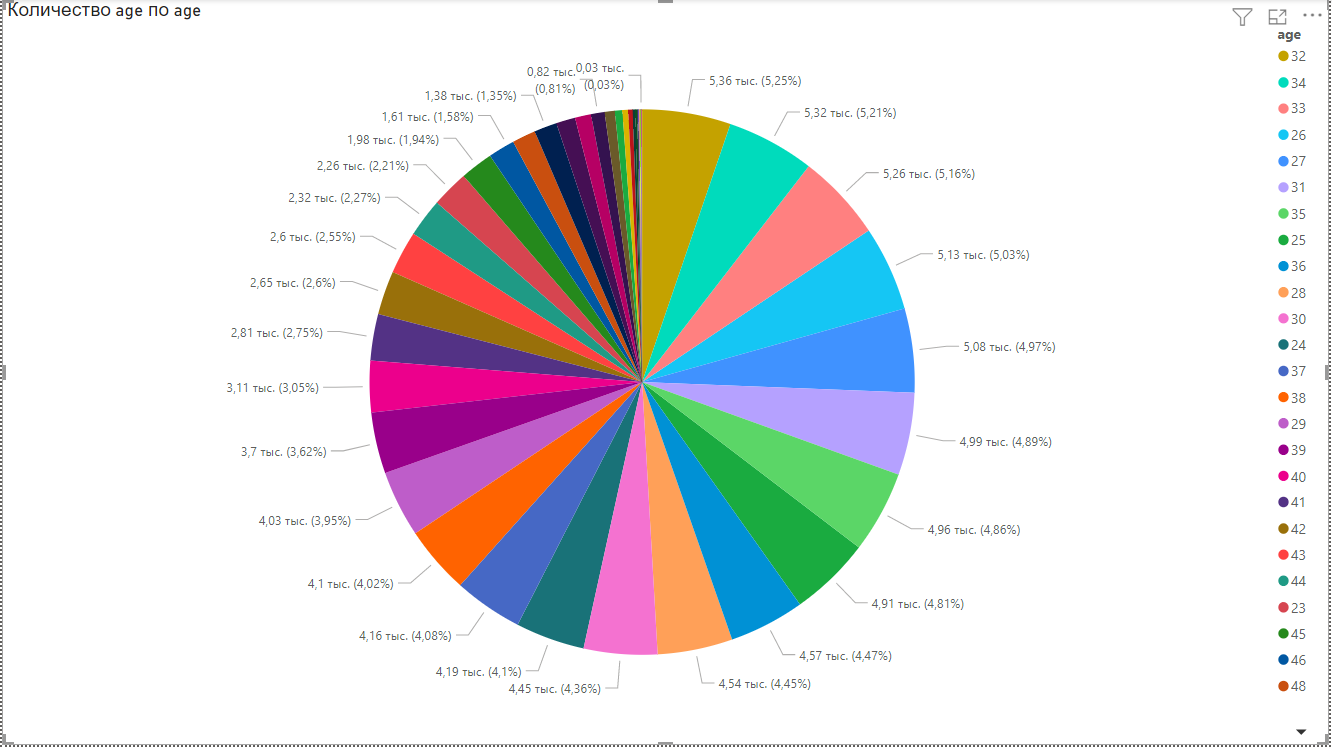 Количество age по age
age
32
34
33
26
27
31
35
25
36
28
30
24
37
38
29
39
40
41
42
43
44
23
45
46
48
5,36 тыс. (5,25%)
5,32 тыс. (5,21%)
5,26 тыс. (5,16%)
5,13 тыс. (5,03%)
5,08 тыс. (4,97%)
4,99 тыс. (4,89%)
4,96 тыс. (4,86%)
4,91 тыс. (4,81%)
4,57 тыс. (4,47%)
4,54 тыс. (4,45%)
4,45 тыс. (4,36%)
4,19 тыс. (4,1%)
4,16 тыс. (4,08%)
4,1 тыс. (4,02%)
4,03 тыс. (3,95%)
3,7 тыс. (3,62%)
3,11 тыс. (3,05%)
2,81 тыс. (2,75%)
2,65 тыс. (2,6%)
2,6 тыс. (2,55%)
2,32 тыс. (2,27%)
2,26 тыс. (2,21%)
1,98 тыс. (1,94%)
1,61 тыс. (1,58%)
1,38 тыс. (1,35%)
0,82 тыс.
(0,81%)
0,03 тыс.
(0,03%)